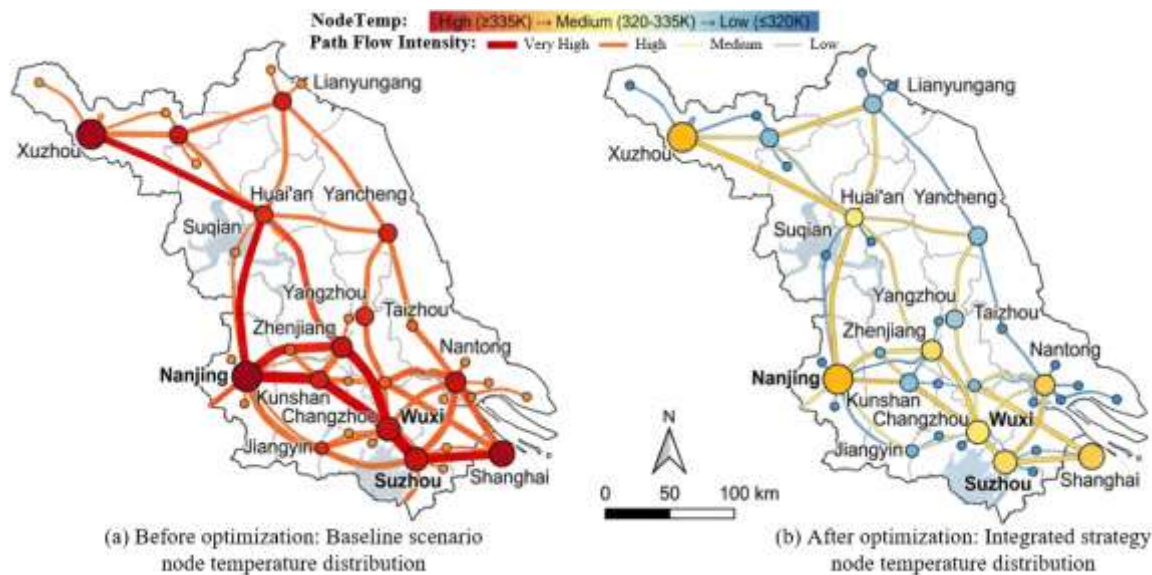 NodeTemp: High (≥335K) → Medium (320-335K) → Low (≤320K)
Path Flow Intensity: Very High High Medium Low
Lianyungang
Xuzhou
Huai'an Yancheng
Suqian
Yangzhou
Taizhou
Zhenjiang
Nantong
Nanjing
Kunshan
Changzhou Wuxi
Jiangyin
Suzhou Shanghai
(a) Before optimization: Baseline scenario
node temperature distribution
N
0 50 100 km
Lianyungang
Xuzhou
Huai'an Yancheng
Suqian
Yangzhou
Taizhou
Zhenjiang
Nantong
Nanjing
Kunshan
Changzhou Wuxi
Jiangyin
Suzhou Shanghai
(b) After optimization: Integrated strategy
node temperature distribution